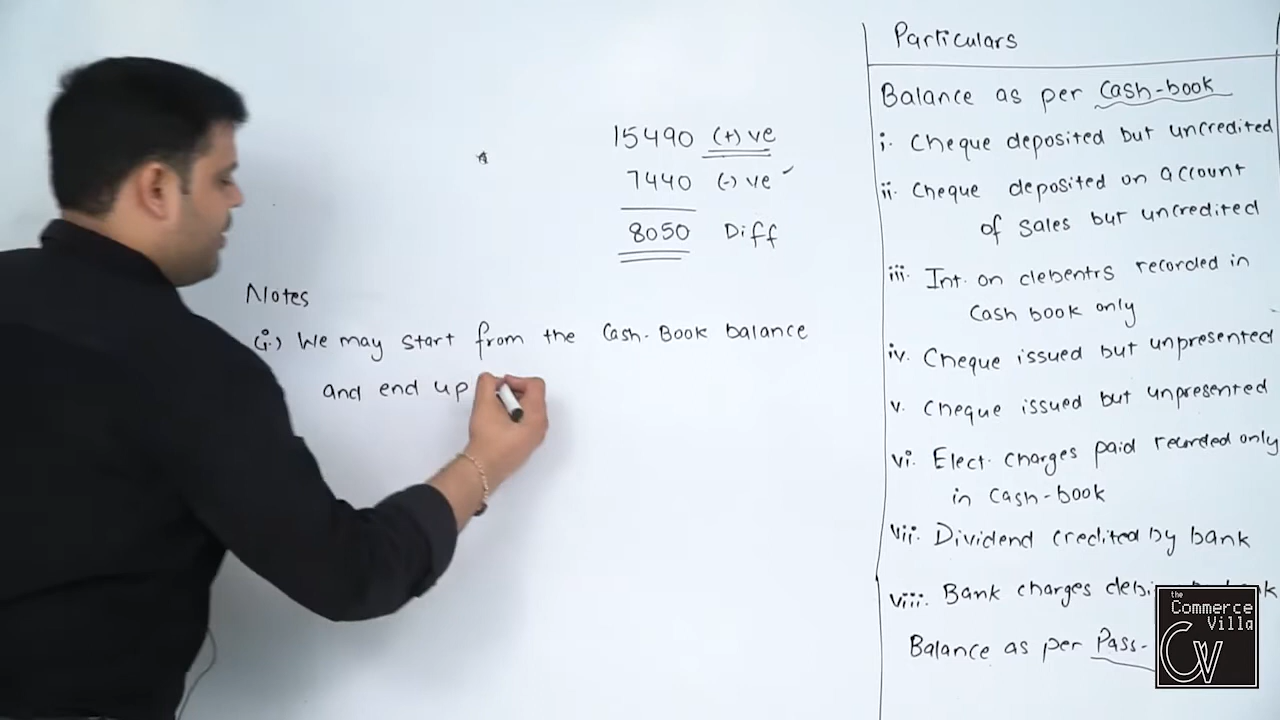 15490 (+) ve
7440 (-) ve
8050 Diff
Notes
(i.) We may start from the Cash-Book balance
and end up
Particulars
Balance as per Cash-book
i. Cheque deposited but uncredited
ii. Cheque deposited on account
of sales but uncredited
iii. Int. on debentrs recorded in
Cash book only
iv. Cheque issued but unpresented
v. Cheque issued but unpresented
vi. Elect. charges paid recorded only
in Cash-book
vii. Dividend credited by bank
viii. Bank charges
Balance as per Pass-
the
Commerce
Villa
CV